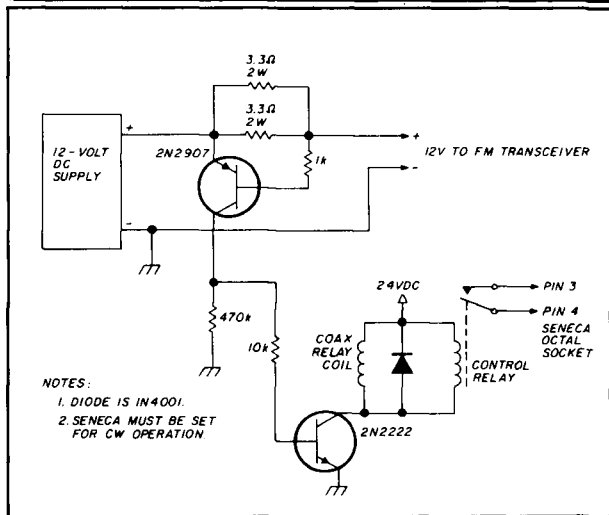 3.3Ω
2W
3.3Ω
2W
+
+
12-VOLT
DC
SUPPLY
2N2907
1k
12V TO FM TRANSCEIVER
-
-
24VDC
PIN 3
PIN 4
SENECA
OCTAL
SOCKET
470k
10k
COAX
RELAY
COIL
CONTROL
RELAY
NOTES:
1. DIODE IS IN4001.
2. SENECA MUST BE SET
FOR CW OPERATION.
2N2222